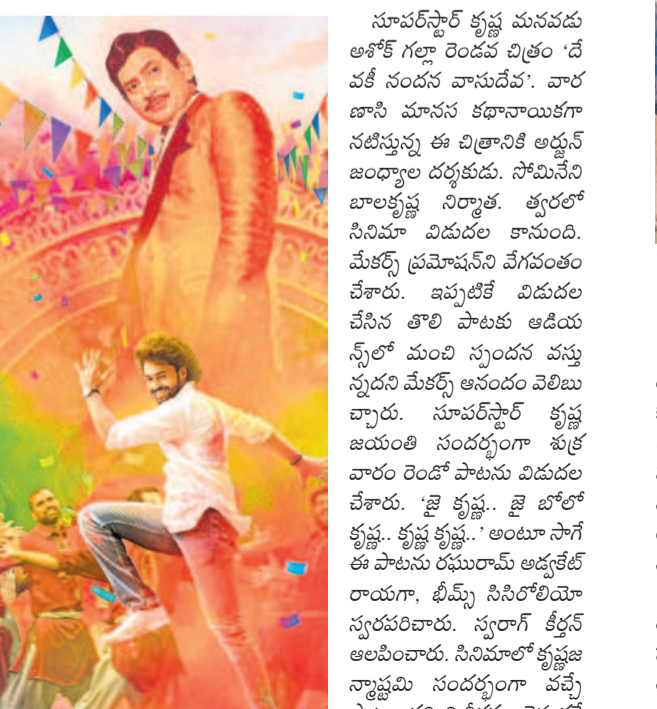 సూపర్‌స్టార్ కృష్ణ మనవడు
అశోక్ గల్లా రెండవ చిత్రం ‘దే
వకీ నందన వాసుదేవ’. వార
ణాసి మానస కథానాయికగా
నటిస్తున్న ఈ చిత్రానికి అర్జున్
జంధ్యాల దర్శకుడు. సోమినేని
బాలకృష్ణ నిర్మాత. త్వరలో
సినిమా విడుదల కానుంది.
మేకర్స్ ప్రమోషన్‌ని వేగవంతం
చేశారు. ఇప్పటికే విడుదల
చేసిన తొలి పాటకు ఆడియ
న్స్‌లో మంచి స్పందన వస్తు
న్నదని మేకర్స్ ఆనందం వెలిబు
చ్చారు. సూపర్‌స్టార్ కృష్ణ
జయంతి సందర్భంగా శుక్ర
వారం రెండో పాటను విడుదల
చేశారు. ‘జై కృష్ణ.. జై బోలో
కృష్ణ.. కృష్ణ కృష్ణ..’ అంటూ సాగే
ఈ పాటను రఘురామ్ అడ్వకేట్
రాయగా, భీమ్స్ సిసిరోలియో
స్వరపరిచారు. స్వరాగ్ కీర్తన్
ఆలపించారు. సినిమాలో కృష్ణజ
న్మాష్టమి సందర్భంగా వచ్చే